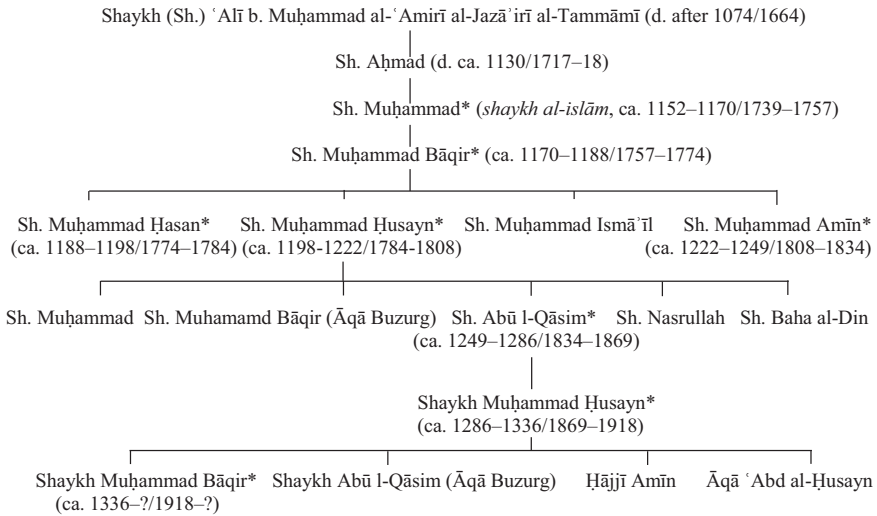 Shaykh (Sh.) ʿAlī b. Muḥammad al-ʿAmirī al-Jazāʾirī al-Tammāmī (d. after 1074/1664)
Sh. Aḥmad (d. ca. 1130/1717–18)
Sh. Muḥammad* (shaykh al-islām, ca. 1152–1170/1739–1757)
Sh. Muḥammad Bāqir* (ca. 1170–1188/1757–1774)
Sh. Muḥammad Ḥasan* Sh. Muḥammad Ḥusayn* Sh. Muḥammad Ismāʾīl Sh. Muḥammad Amīn*
(ca. 1188–1198/1774–1784) (ca. 1198-1222/1784-1808) (ca. 1222–1249/1808–1834)
Sh. Muḥammad Sh. Muhamamd Bāqir (Āqā Buzurg) Sh. Abū l-Qāsim* Sh. Nasrullah Sh. Baha al-Din
(ca. 1249–1286/1834–1869)
Shaykh Muḥammad Ḥusayn*
(ca. 1286–1336/1869–1918)
Shaykh Muḥammad Bāqir* Shaykh Abū l-Qāsim (Āqā Buzurg) Ḥājjī Amīn Āqā ʿAbd al-Ḥusayn
(ca. 1336–?/1918–?)